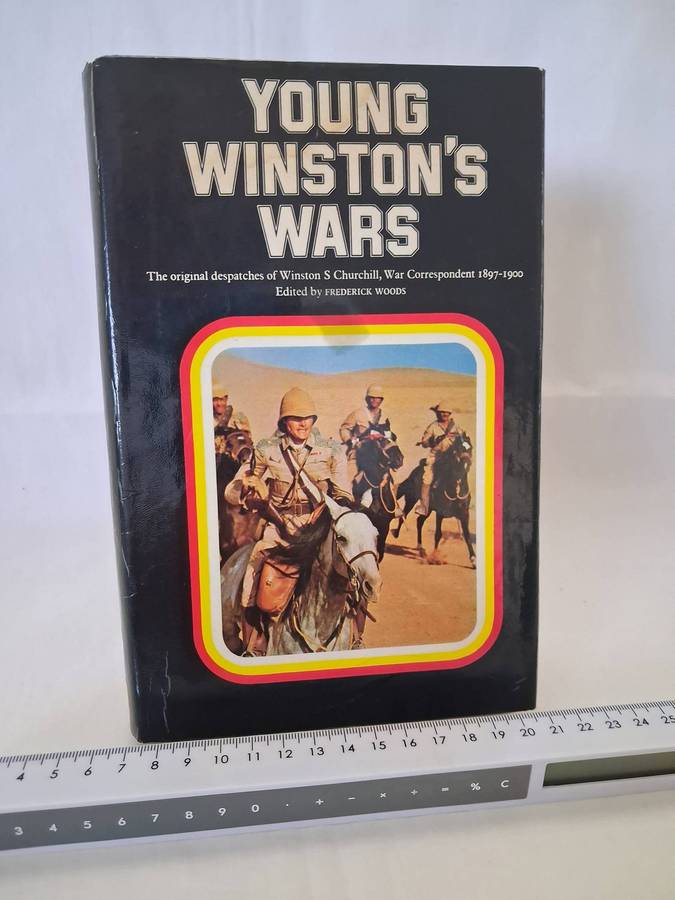 YOUNG
WINSTON'S
WARS
The original despatches of Winston S Churchill, War Correspondent 1897-1900
Edited by FREDERICK WOODS
4 5 6 7 8 9 10 11 12 13 14 15 16 17 18 19 20 21 22 23 24 25
3 4 5 6 7 8 9 0 · + − × ÷ = % C